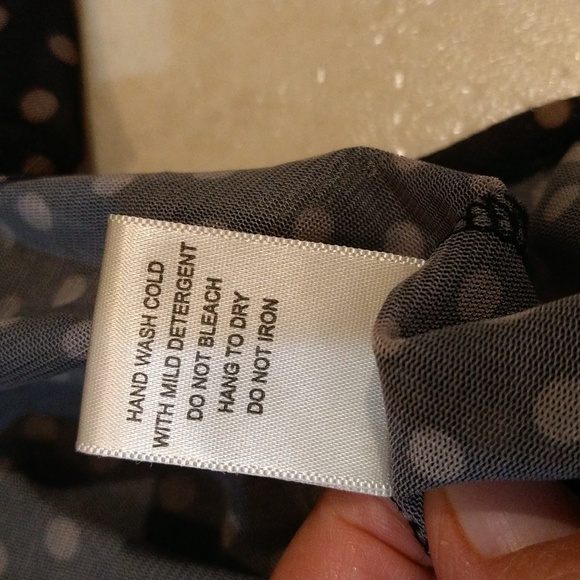 HAND WASH COLD
WITH MILD DETERGENT
DO NOT BLEACH
HANG TO DRY
DO NOT IRON